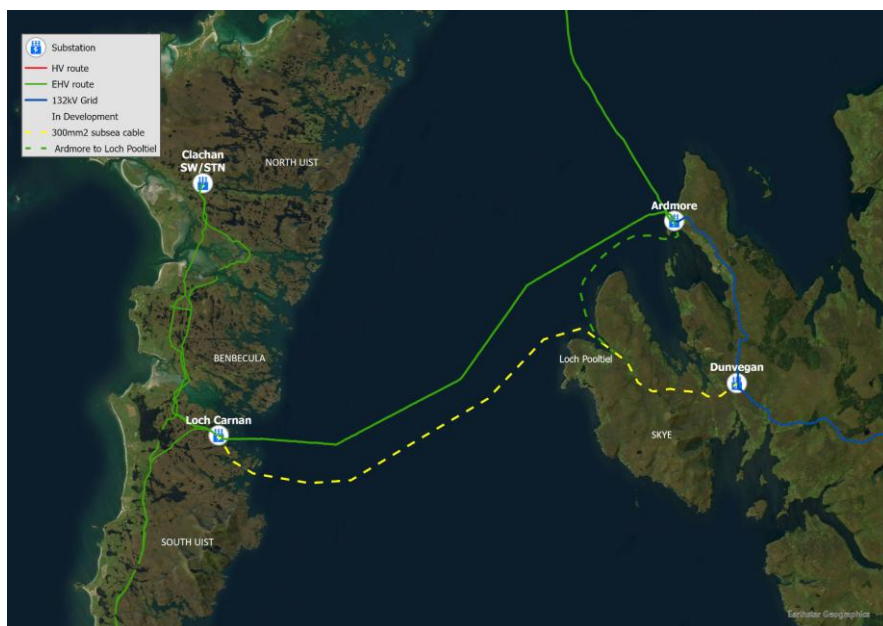 Substation
HV route
EHV route
132kV Grid
In Development
300mm2 subsea cable
Ardmore to Loch Pooltiel
Clachan
SW/STN
NORTH UIST
Ardmore
BENBECULA
Loch Pooltiel
Dunvegan
Loch Carnan
SKYE
SOUTH UIST
Earthstar Geographics